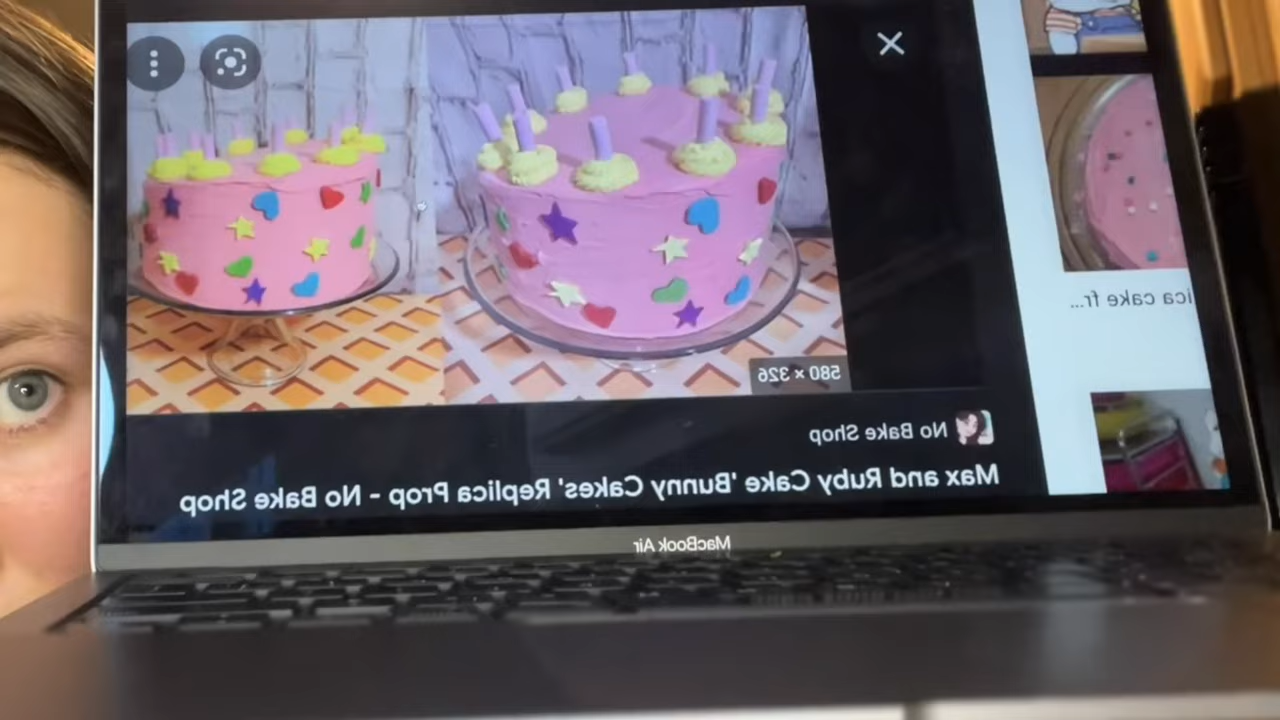 580 × 326
ica cake fr...
No Bake Shop
Max and Ruby Cake 'Bunny Cakes' Replica Prop - No Bake Shop
MacBook Air